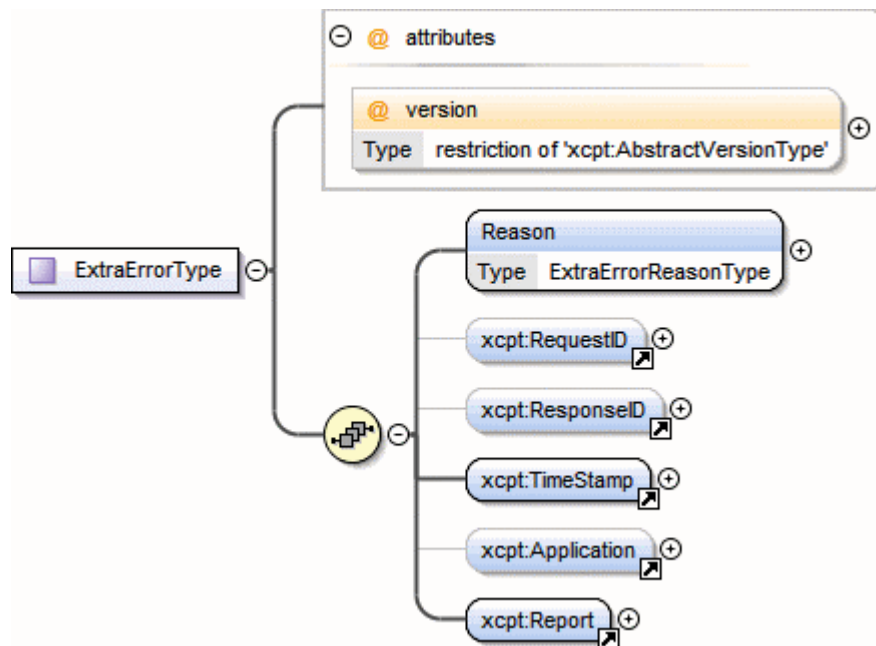 @ attributes
@ version
Type restriction of 'xcpt:AbstractVersionType'
Reason
Type ExtraErrorReasonType
ExtraErrorType
xcpt:RequestID
xcpt:ResponseID
xcpt:TimeStamp
xcpt:Application
xcpt:Report